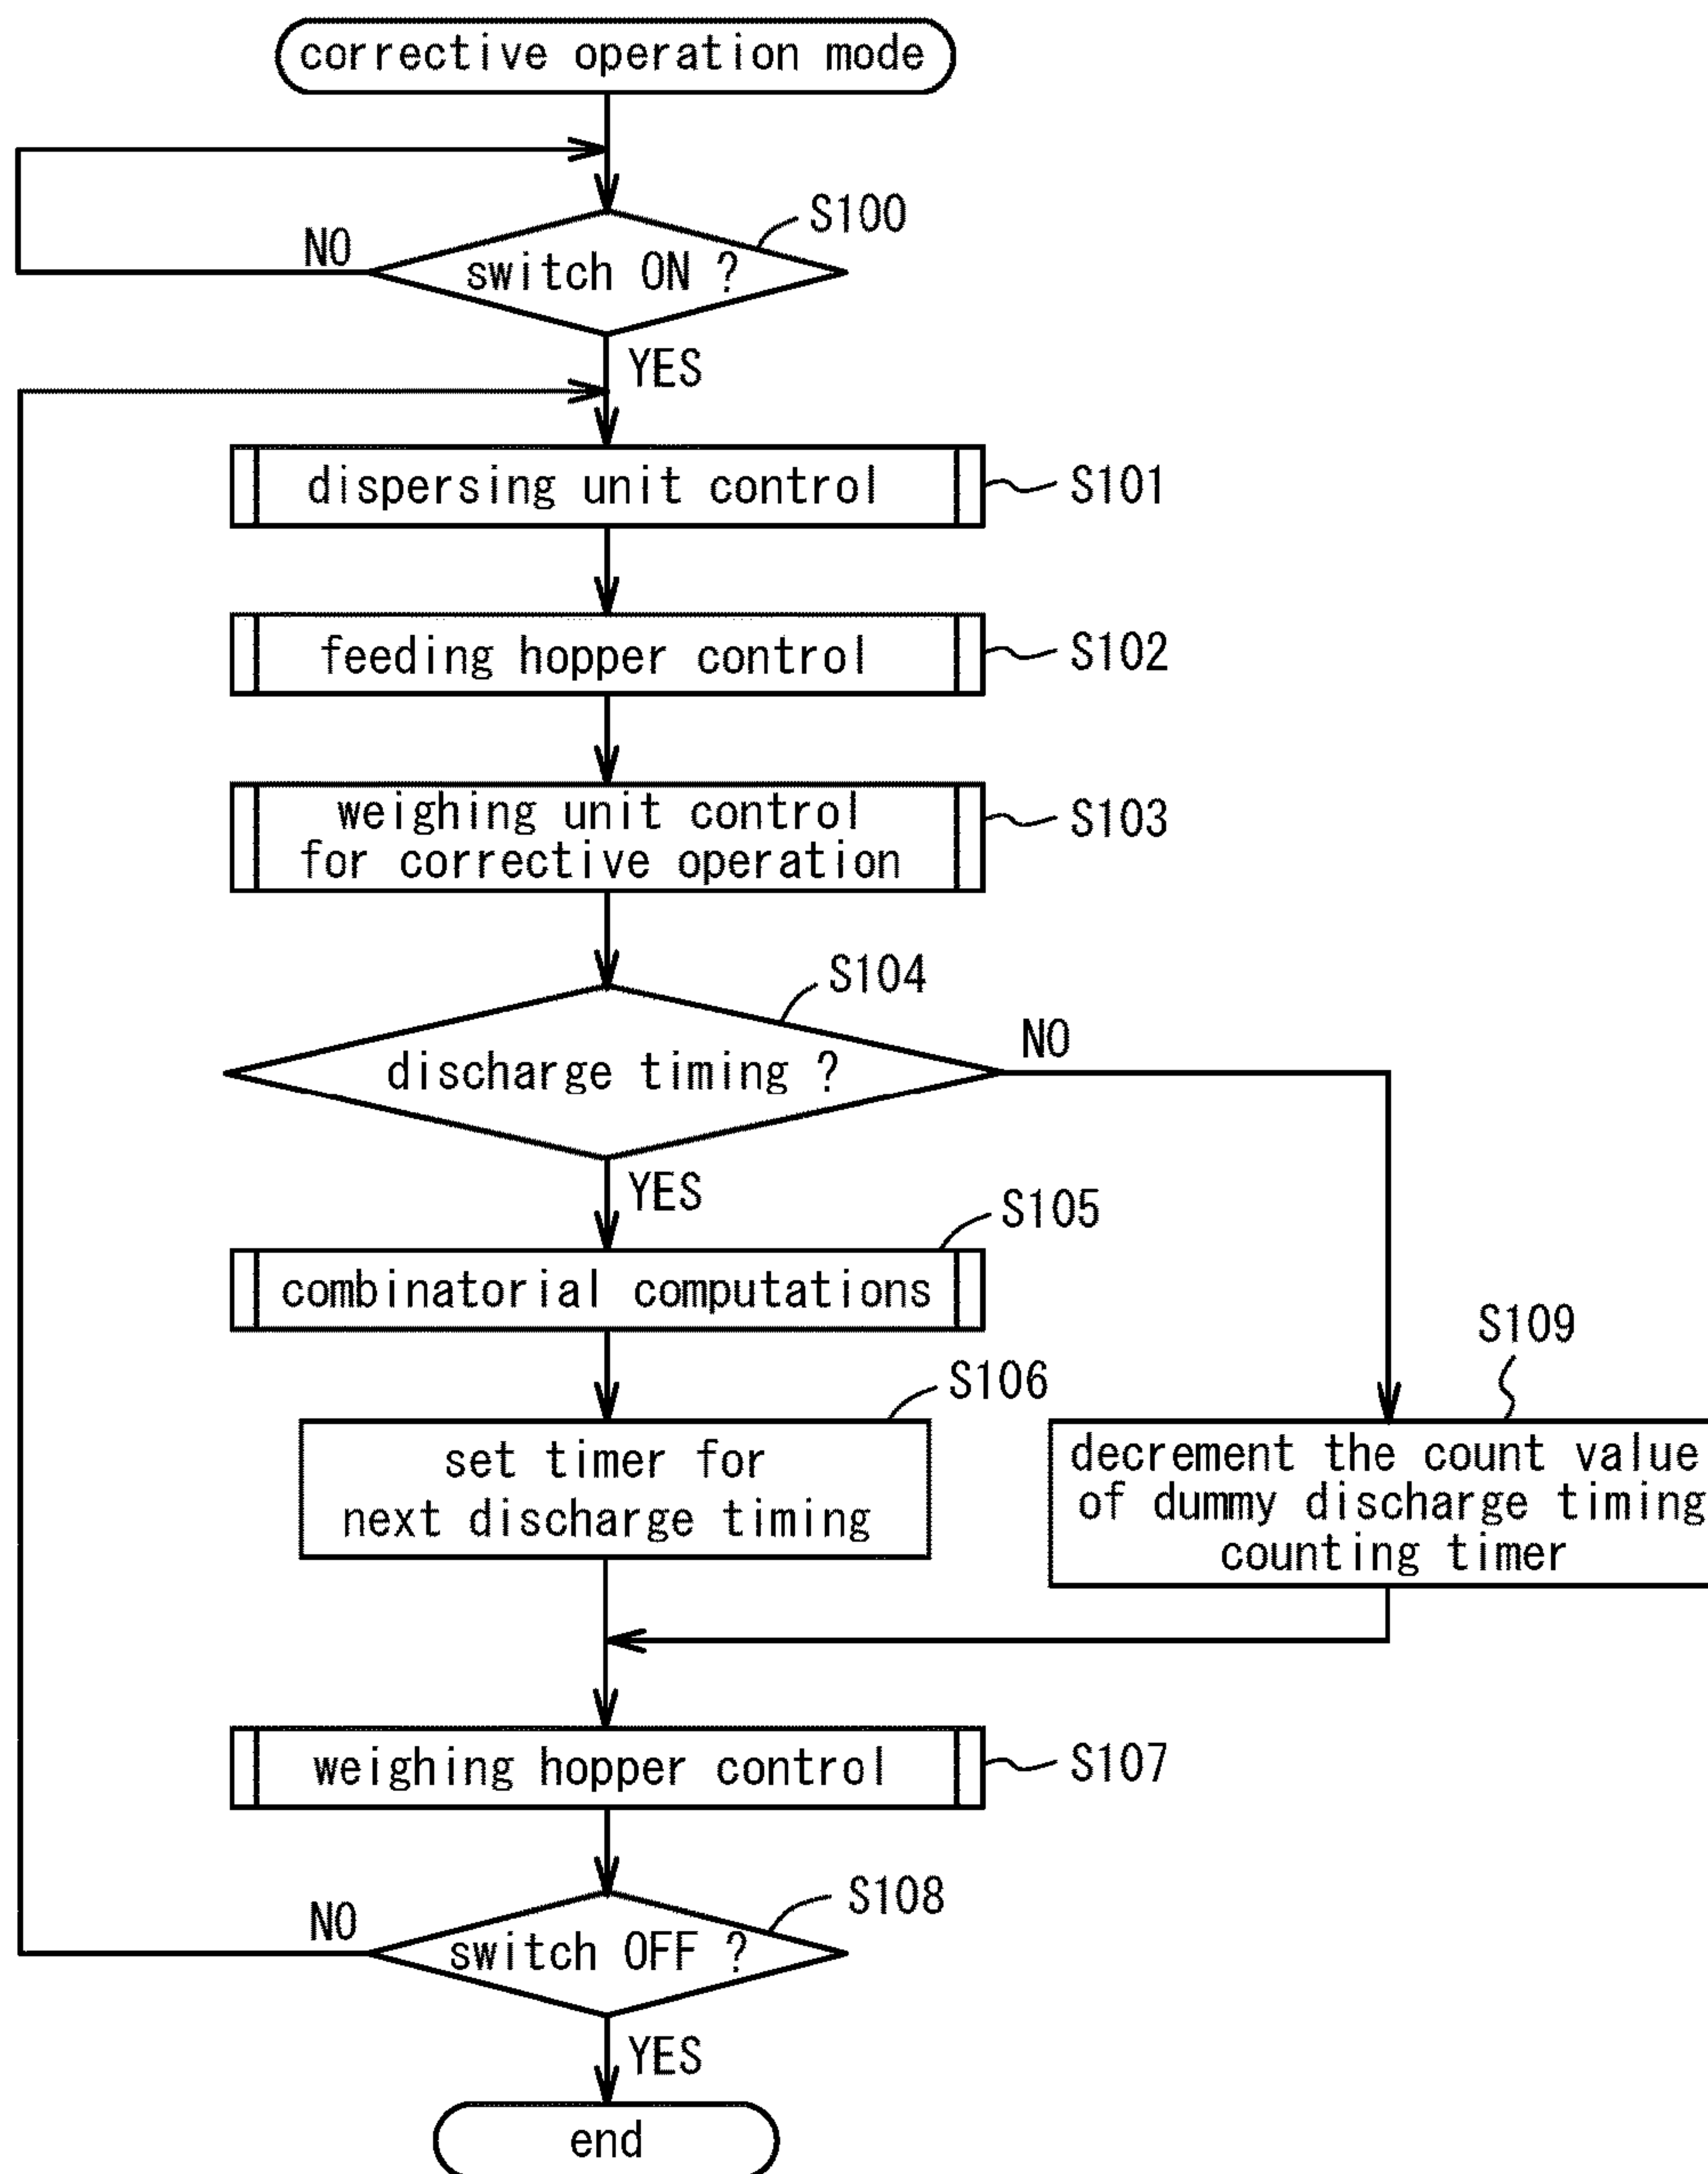 corrective operation mode
S100
NO
switch ON ?
YES
dispersing unit control
S101
feeding hopper control
S102
weighing unit control
for corrective operation
S103
S104
NO
discharge timing ?
YES
S105
combinatorial computations
S109
S106
set timer for
next discharge timing
decrement the count value
of dummy discharge timing
counting timer
weighing hopper control
S107
S108
NO
switch OFF ?
YES
end